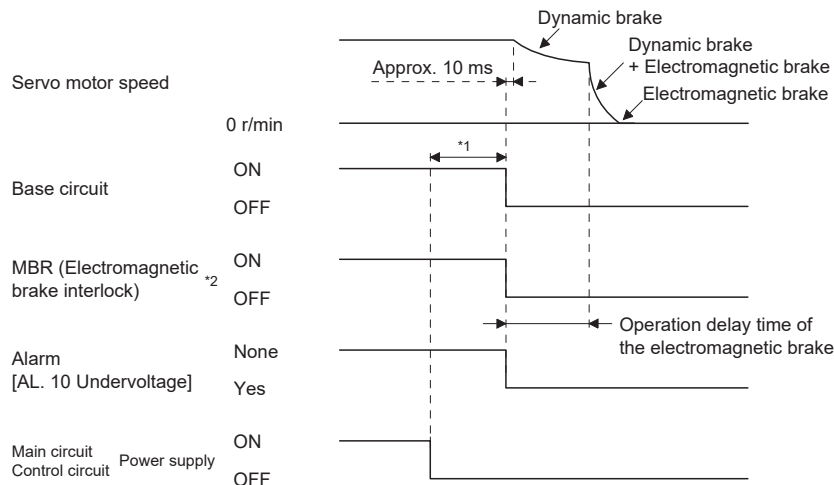 Dynamic brake
Dynamic brake
+ Electromagnetic brake
Approx. 10 ms
Servo motor speed
Electromagnetic brake
0 r/min
*1
ON
Base circuit
OFF
MBR (Electromagnetic
brake interlock)
*2
ON
OFF
Operation delay time of
the electromagnetic brake
None
Alarm
[AL. 10 Undervoltage]
Yes
ON
Main circuit
Control circuit
Power supply
OFF